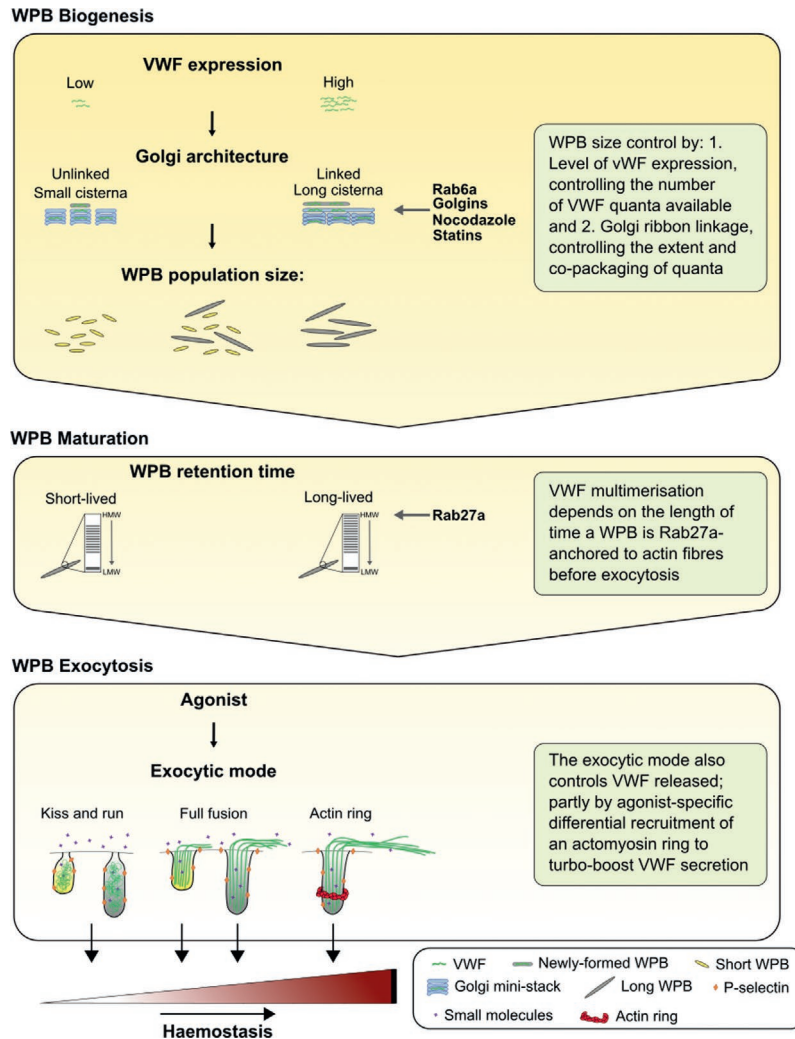 WPB Biogenesis
VWF expression
Low
High
Golgi architecture
Unlinked
Small cisterna
Linked
Long cisterna
Rab6a
Golgins
Nocodazole
Statins
WPB population size:
WPB size control by: 1.
Level of vWF expression,
controlling the number
of VWF quanta available
and 2. Golgi ribbon linkage,
controlling the extent and
co-packaging of quanta
WPB Maturation
WPB retention time
Short-lived
HMW
LMW
Long-lived
HMW
LMW
Rab27a
VWF multimerisation
depends on the length of
time a WPB is Rab27a-
anchored to actin fibres
before exocytosis
WPB Exocytosis
Agonist
Exocytic mode
Kiss and run
Full fusion
Actin ring
The exocytic mode also
controls VWF released;
partly by agonist-specific
differential recruitment of
an actomyosin ring to
turbo-boost VWF secretion
Haemostasis
VWF
Newly-formed WPB
Short WPB
Golgi mini-stack
Long WPB
P-selectin
Small molecules
Actin ring